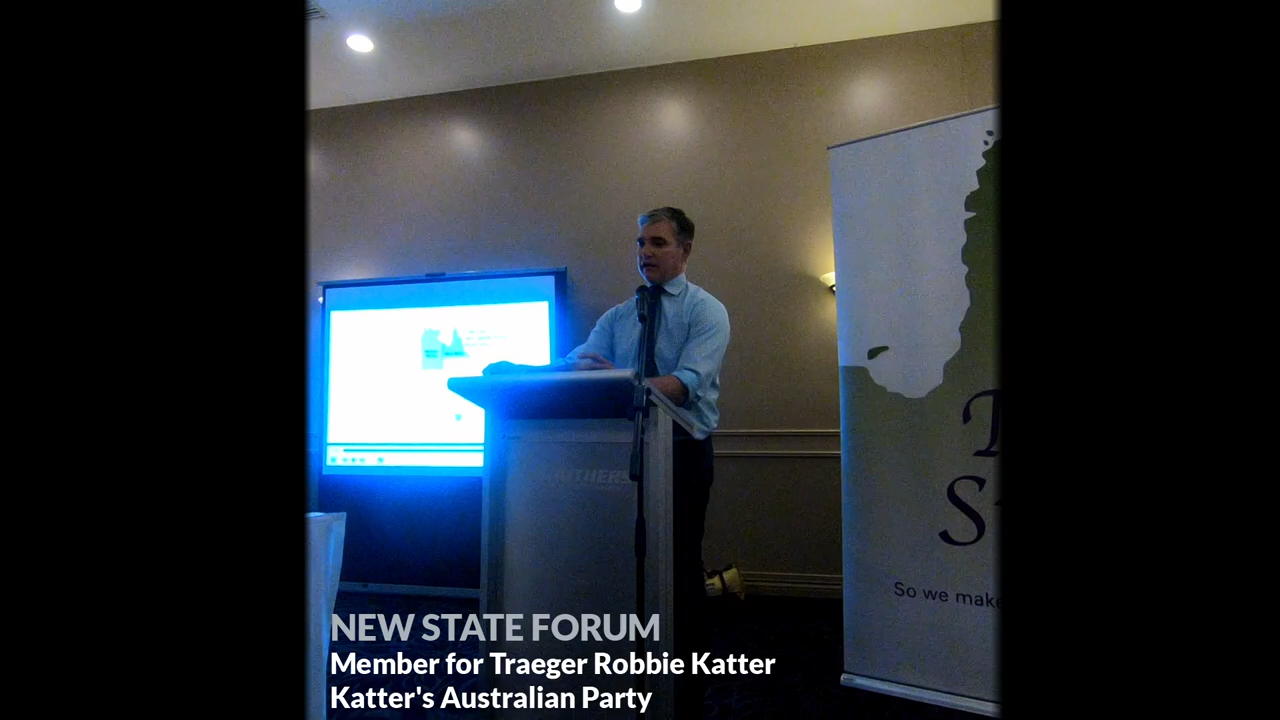 S
So we make
NEW STATE FORUM
Member for Traeger Robbie Katter
Katter's Australian Party